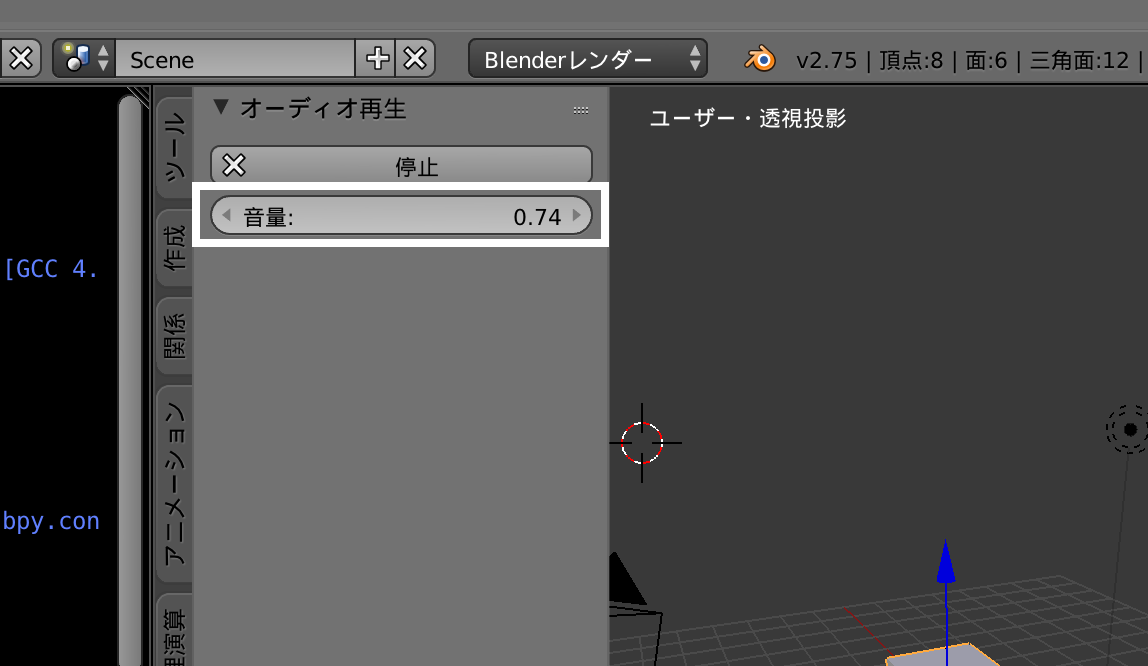 Scene
Blenderレンダー
v2.75 | 頂点:8 | 面:6 | 三角面:12 |
オーディオ再生
停止
音量: 0.74
ツール
作成
関係
アニメーション
理演算
[GCC 4.
bpy.con
ユーザー・透視投影